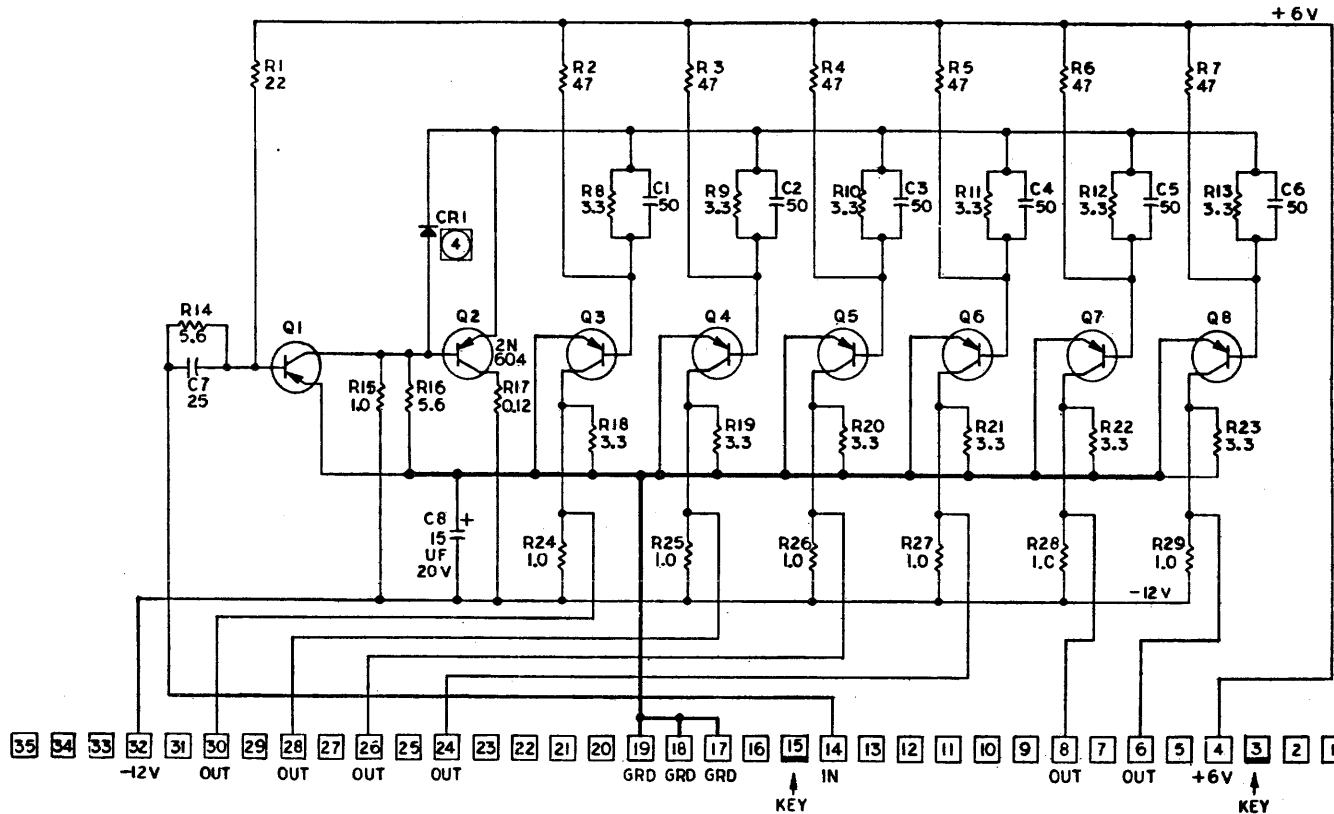 +6V
R1
22
R2
47
R3
47
R4
47
R5
47
R6
47
R7
47
R8
3.3
C1
50
R9
3.3
C2
50
R10
3.3
C3
50
R11
3.3
C4
50
R12
3.3
C5
50
R13
3.3
C6
50
CR1
4
R14
5.6
C7
25
Q1
Q2
2N
604
Q3
Q4
Q5
Q6
Q7
Q8
R15
1.0
R16
5.6
R17
0.12
R18
3.3
R19
3.3
R20
3.3
R21
3.3
R22
3.3
R23
3.3
C8 +
15
UF
20V
R24
1.0
R25
1.0
R26
1.0
R27
1.0
R28
1.0
R29
1.0
-12V
35 34 33 32 31 30 29 28 27 26 25 24 23 22 21 20 19 18 17 16 15 14 13 12 11 10 9 8 7 6 5 4 3 2 1
-12V OUT OUT OUT OUT GRD GRD GRD IN OUT OUT +6V
KEY KEY